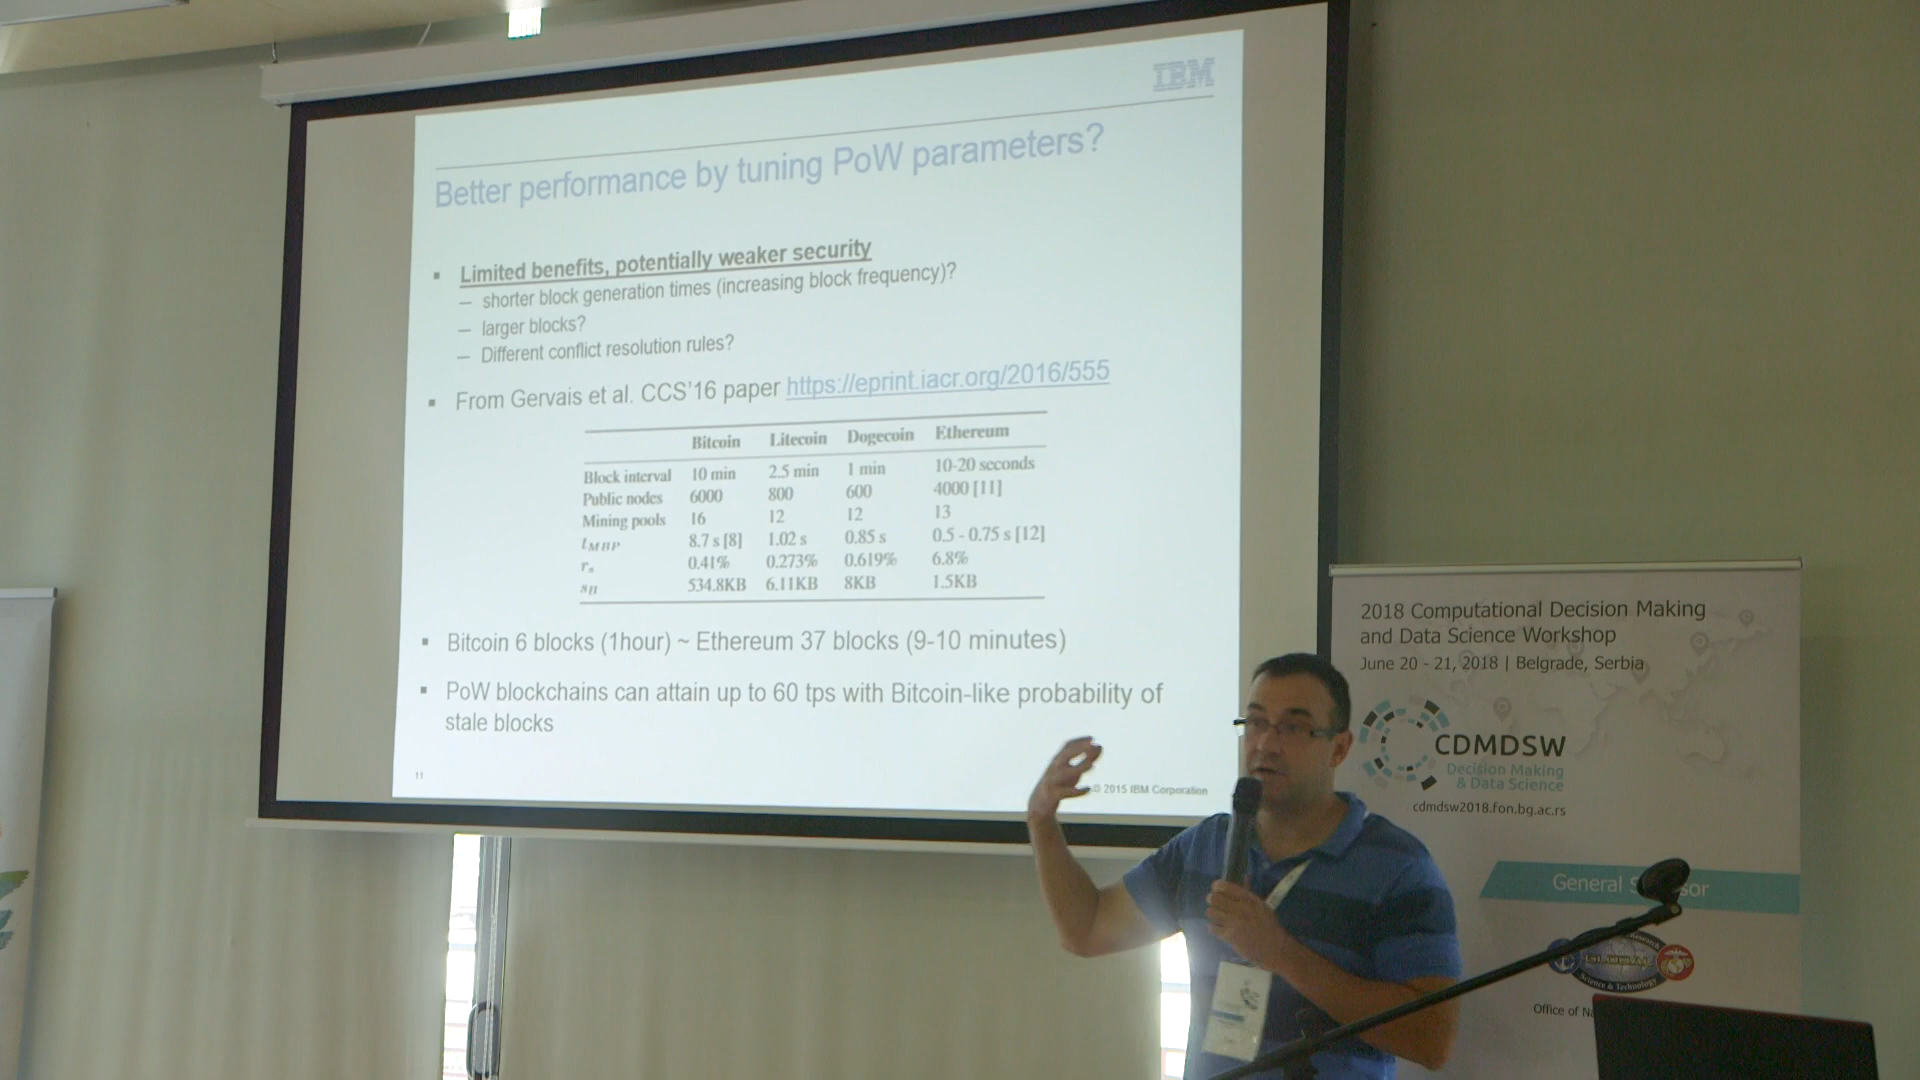 IBM
Better performance by tuning PoW parameters?
▪ Limited benefits, potentially weaker security
– shorter block generation times (increasing block frequency)?
– larger blocks?
– Different conflict resolution rules?
▪ From Gervais et al. CCS'16 paper https://eprint.iacr.org/2016/555
Bitcoin Litecoin Dogecoin Ethereum
Block interval 10 min 2.5 min 1 min 10-20 seconds
Public nodes 6000 800 600 4000 [11]
Mining pools 16 12 12 13
tMBP 8.7 s [8] 1.02 s 0.85 s 0.5 - 0.75 s [12]
rs 0.41% 0.273% 0.619% 6.8%
sB 534.8KB 6.11KB 8KB 1.5KB
▪ Bitcoin 6 blocks (1hour) ~ Ethereum 37 blocks (9-10 minutes)
▪ PoW blockchains can attain up to 60 tps with Bitcoin-like probability of
stale blocks
11
© 2015 IBM Corporation
2018 Computational Decision Making
and Data Science Workshop
June 20 - 21, 2018 | Belgrade, Serbia
CDMDSW
Decision Making
& Data Science
cdmdsw2018.fon.bg.ac.rs
General
Science & Technology
Office of